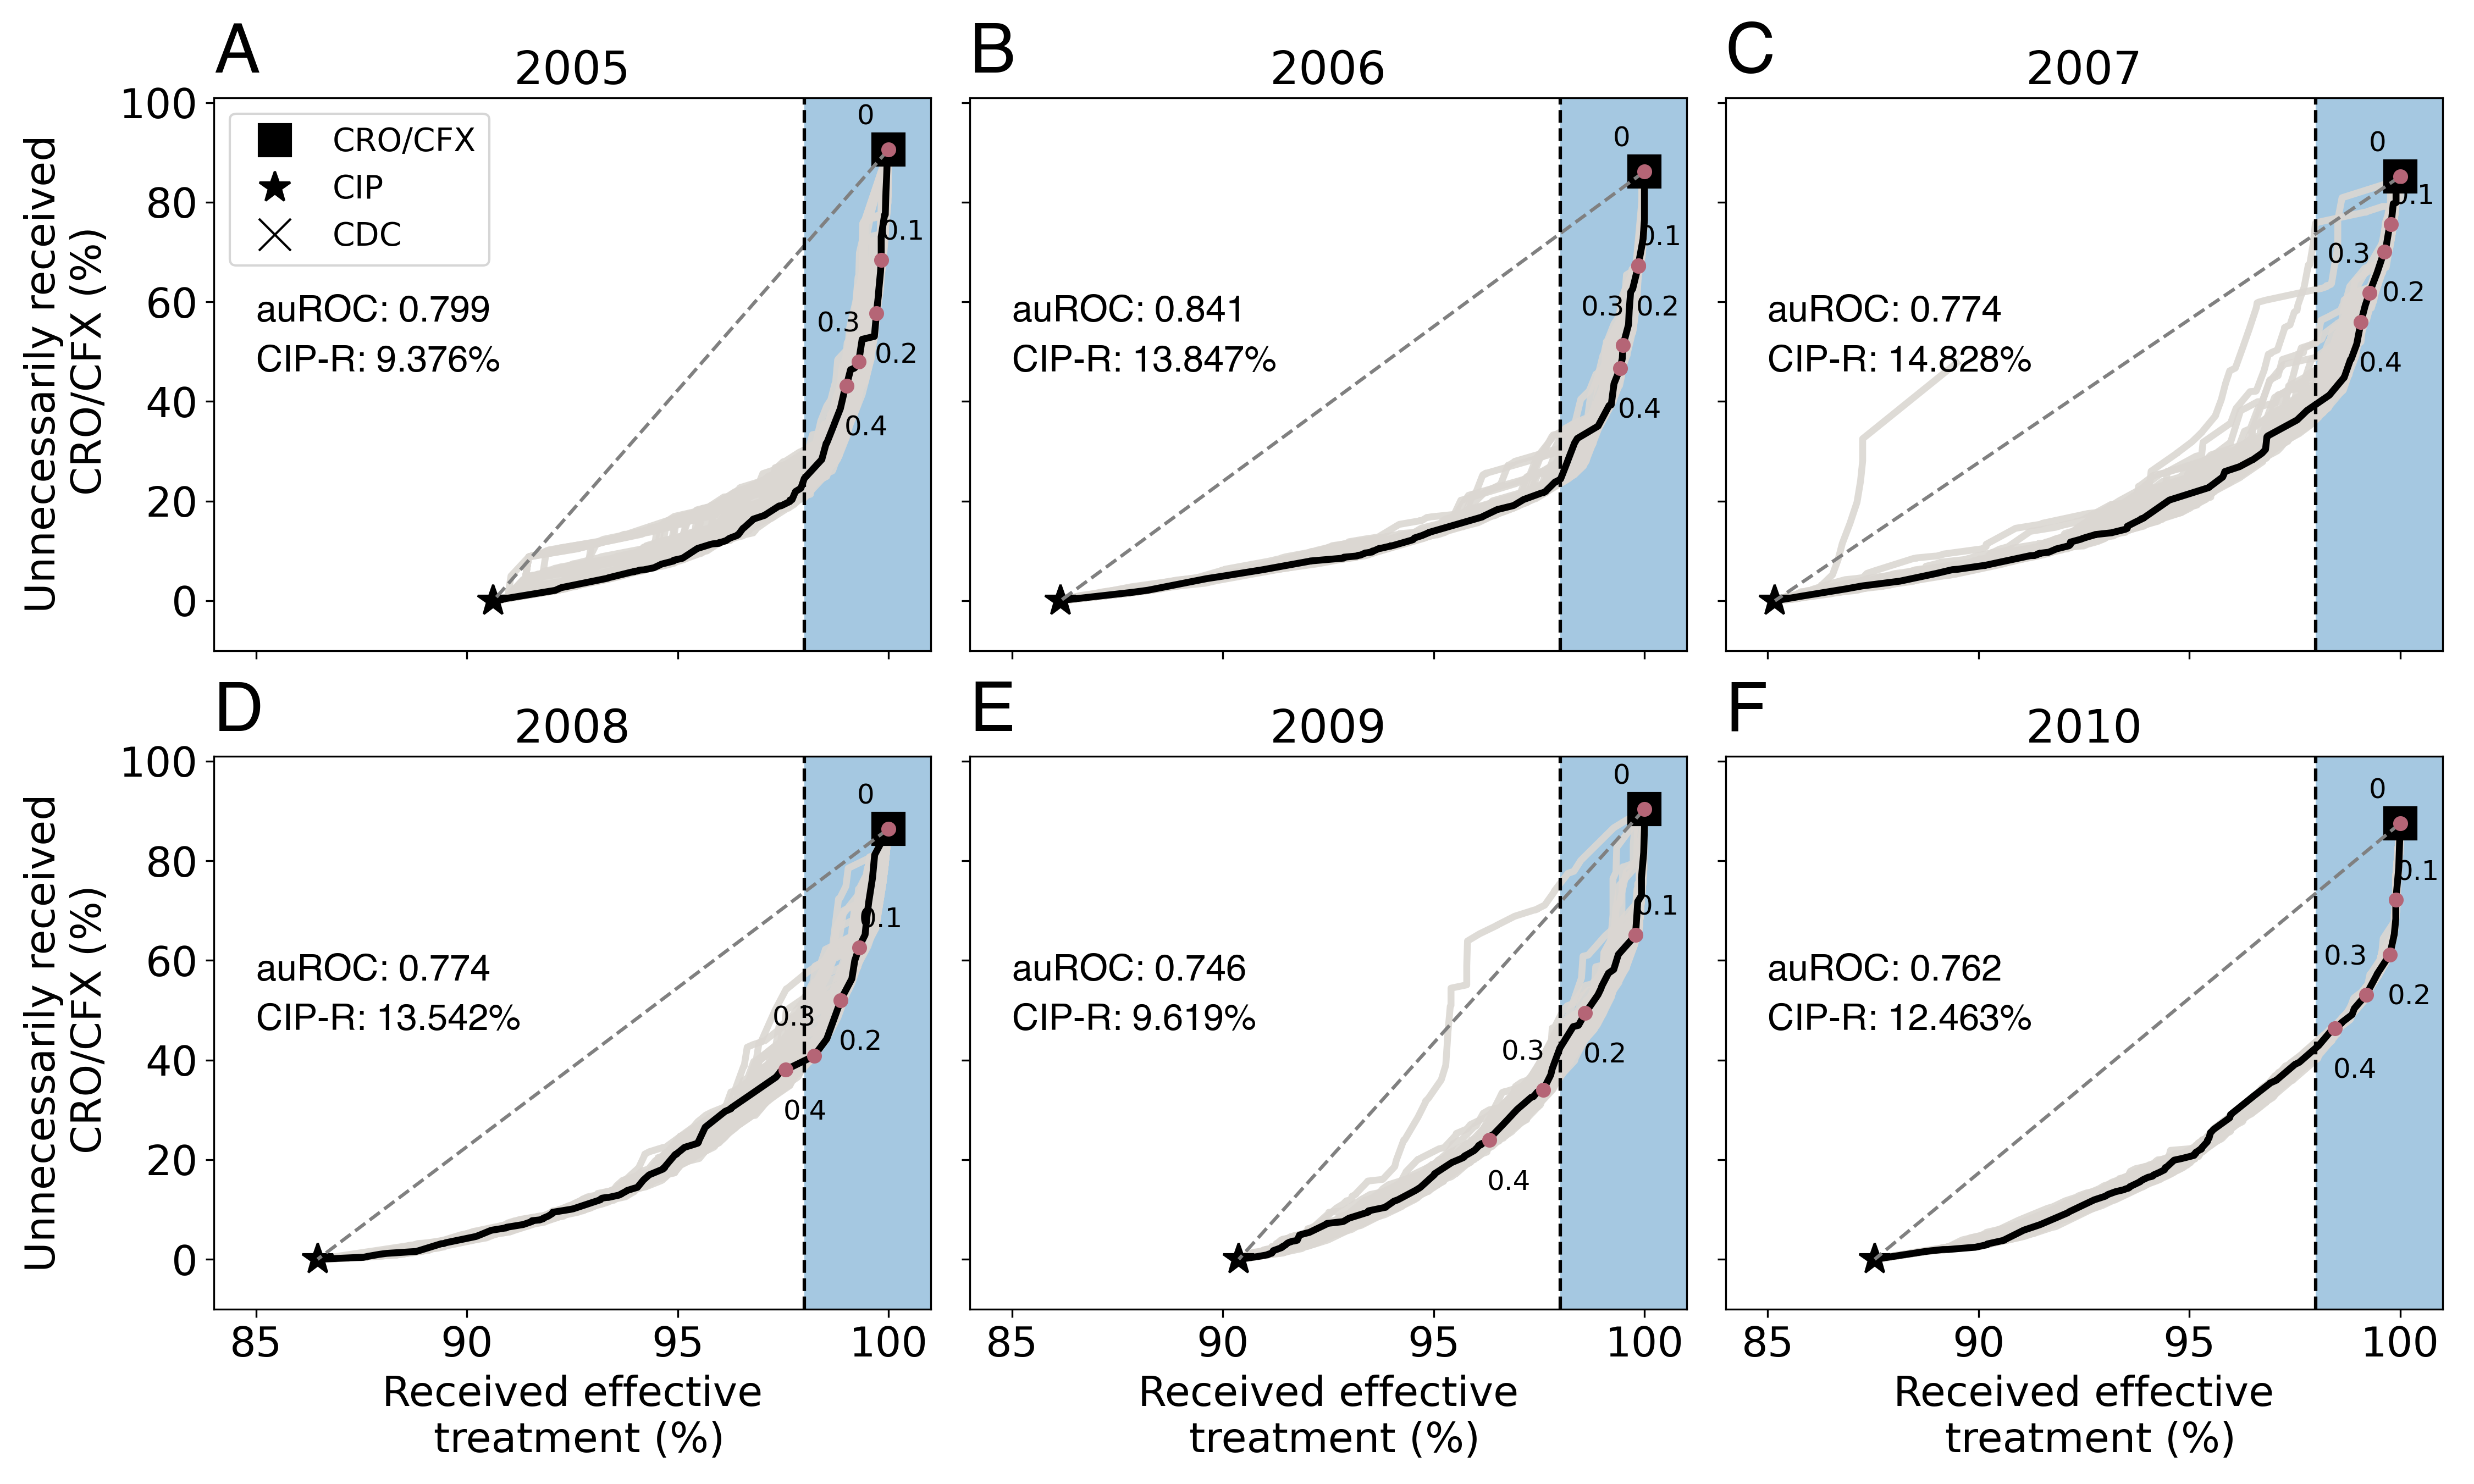 A
2005
B
2006
C
2007
Unnecessarily received
CRO/CFX (%)
100
80
60
40
20
0
CRO/CFX
CIP
CDC
auROC: 0.799
CIP-R: 9.376%
0
0.1
0.3
0.2
0.4
auROC: 0.841
CIP-R: 13.847%
0
0.1
0.3
0.2
0.4
auROC: 0.774
CIP-R: 14.828%
0
0.1
0.3
0.2
0.4
D
2008
E
2009
F
2010
Unnecessarily received
CRO/CFX (%)
100
80
60
40
20
0
auROC: 0.774
CIP-R: 13.542%
0
0.1
0.3
0.2
0.4
auROC: 0.746
CIP-R: 9.619%
0
0.1
0.3
0.2
0.4
auROC: 0.762
CIP-R: 12.463%
0
0.1
0.3
0.2
0.4
85 90 95 100
85 90 95 100
85 90 95 100
Received effective
treatment (%)
Received effective
treatment (%)
Received effective
treatment (%)